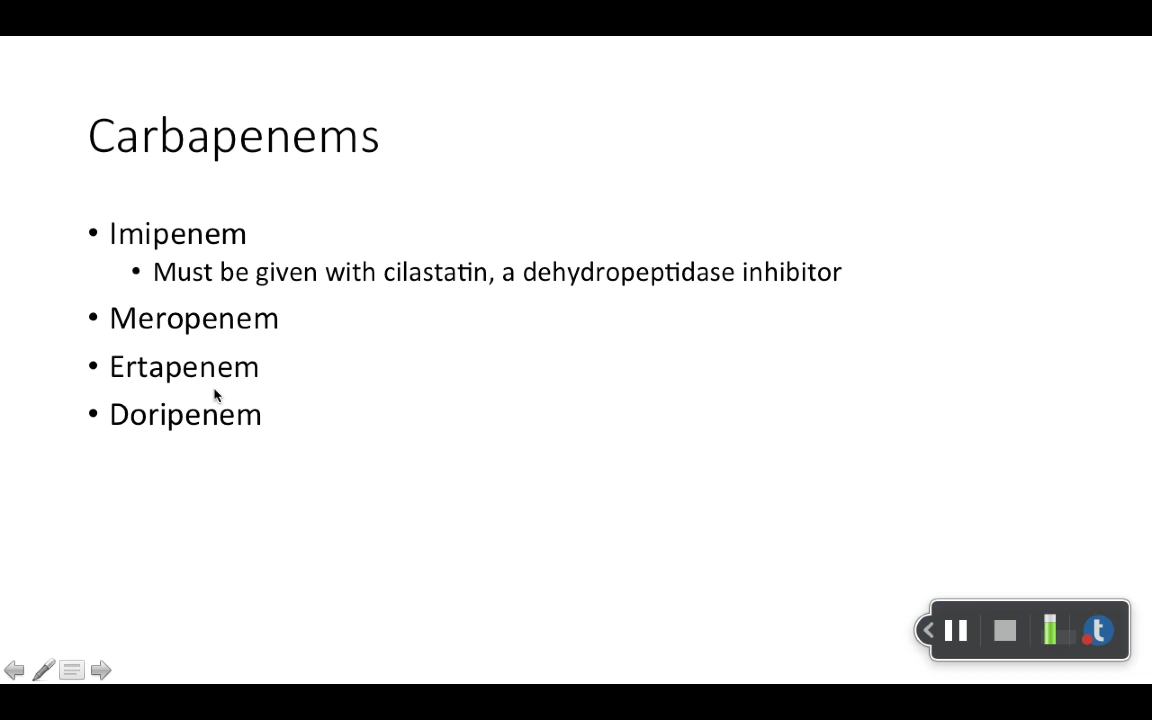 Carbapenems
• Imipenem
• Must be given with cilastatin, a dehydropeptidase inhibitor
• Meropenem
• Ertapenem
• Doripenem
t